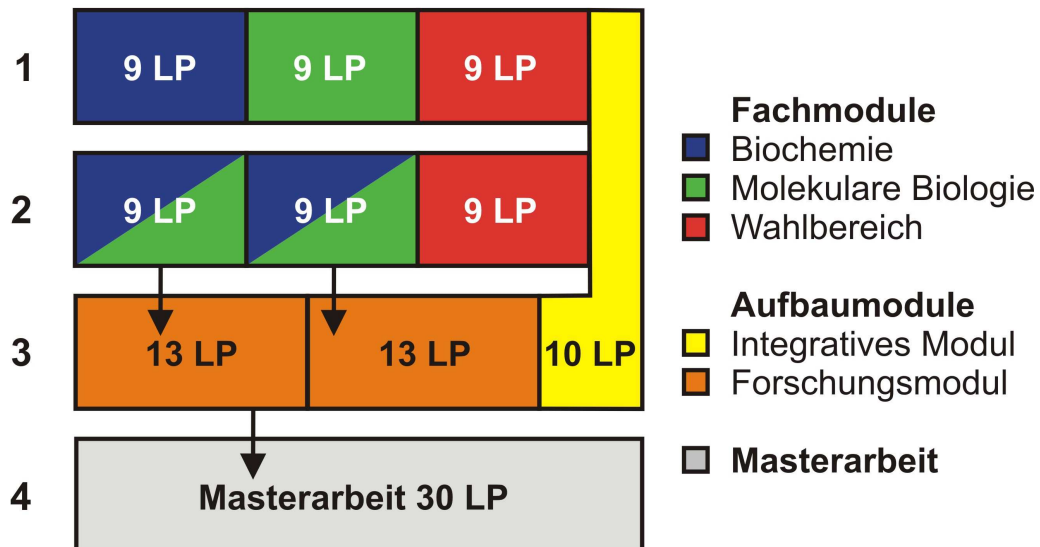 1
9 LP
9 LP
9 LP
2
9 LP
9 LP
9 LP
3
13 LP
13 LP
10 LP
4
Masterarbeit 30 LP
Fachmodule
Biochemie
Molekulare Biologie
Wahlbereich
Aufbaumodule
Integratives Modul
Forschungsmodul
Masterarbeit